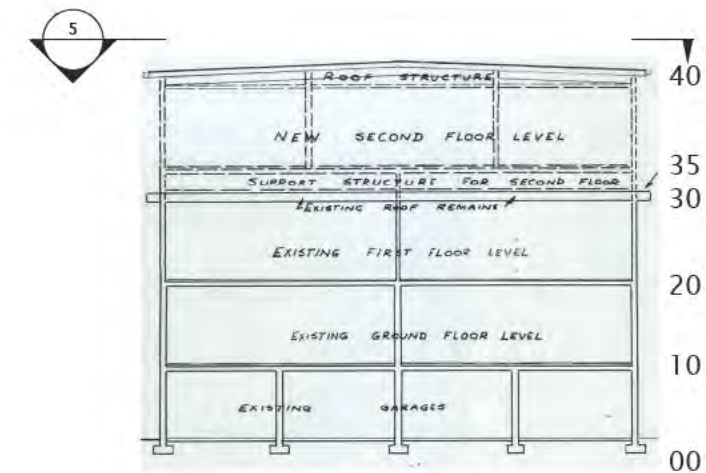 5
ROOF STRUCTURE
40
NEW SECOND FLOOR LEVEL
35
SUPPORT STRUCTURE FOR SECOND FLOOR
30
EXISTING ROOF REMAINS
EXISTING FIRST FLOOR LEVEL
20
EXISTING GROUND FLOOR LEVEL
10
EXISTING GARAGES
00